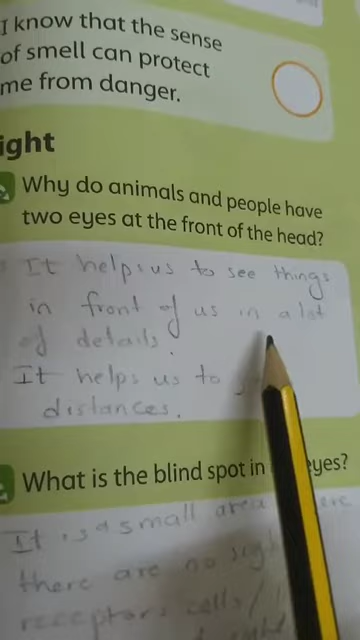 I know that the sense
of smell can protect
me from danger.
ight
Why do animals and people have
two eyes at the front of the head?
It helps us to see things
in front of us in a lot
of details.
It helps us to
distances.
What is the blind spot in eyes?
It is a small area
there are no
receptors cells